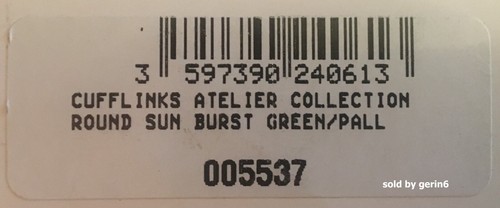 3 597390 240613
CUFFLINKS ATELIER COLLECTION
ROUND SUN BURST GREEN/PALL
005537
sold by gerin6